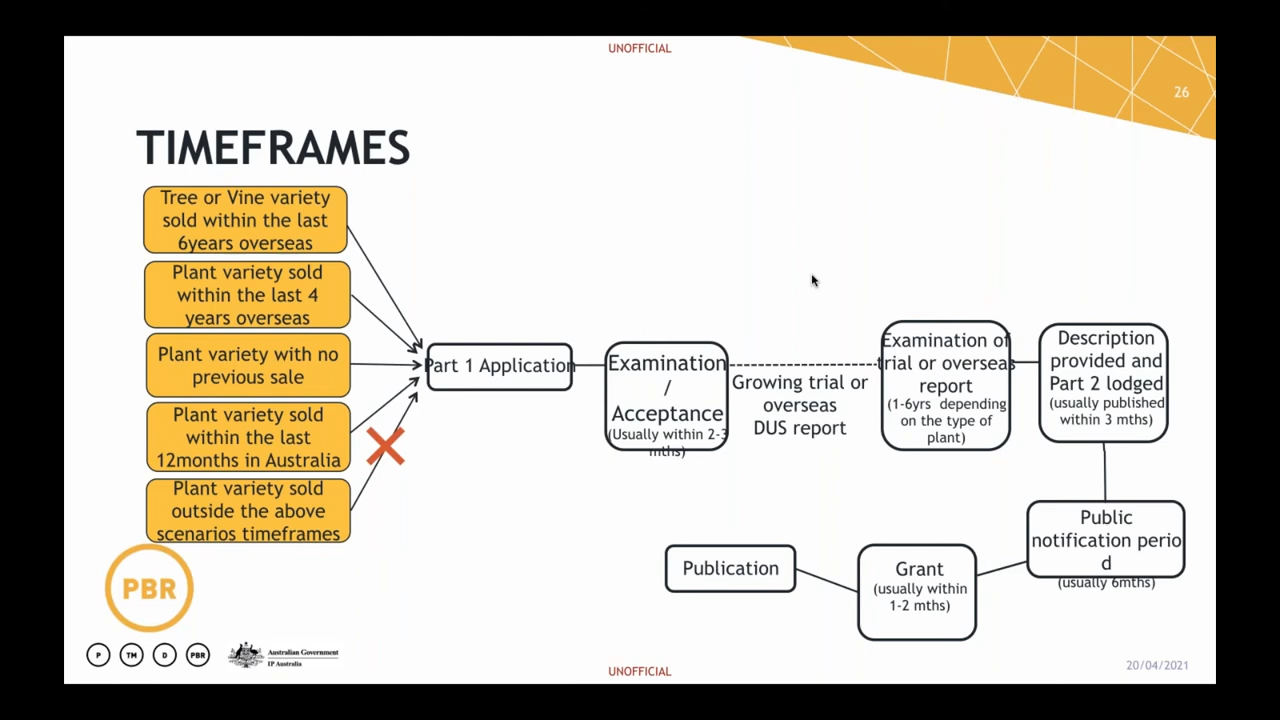 UNOFFICIAL
26
TIMEFRAMES
Tree or Vine variety
sold within the last
6years overseas
Plant variety sold
within the last 4
years overseas
Plant variety with no
previous sale
Plant variety sold
within the last
12months in Australia
Plant variety sold
outside the above
scenarios timeframes
Part 1 Application
Examination
/
Acceptance
(Usually within 2-3
mths)
Growing trial or
overseas
DUS report
Examination of
trial or overseas
report
(1-6yrs depending
on the type of
plant)
Description
provided and
Part 2 lodged
(usually published
within 3 mths)
Public
notification perio
d
(usually 6mths)
Grant
(usually within
1-2 mths)
Publication
PBR
P
TM
D
PBR
Australian Government
IP Australia
UNOFFICIAL
20/04/2021